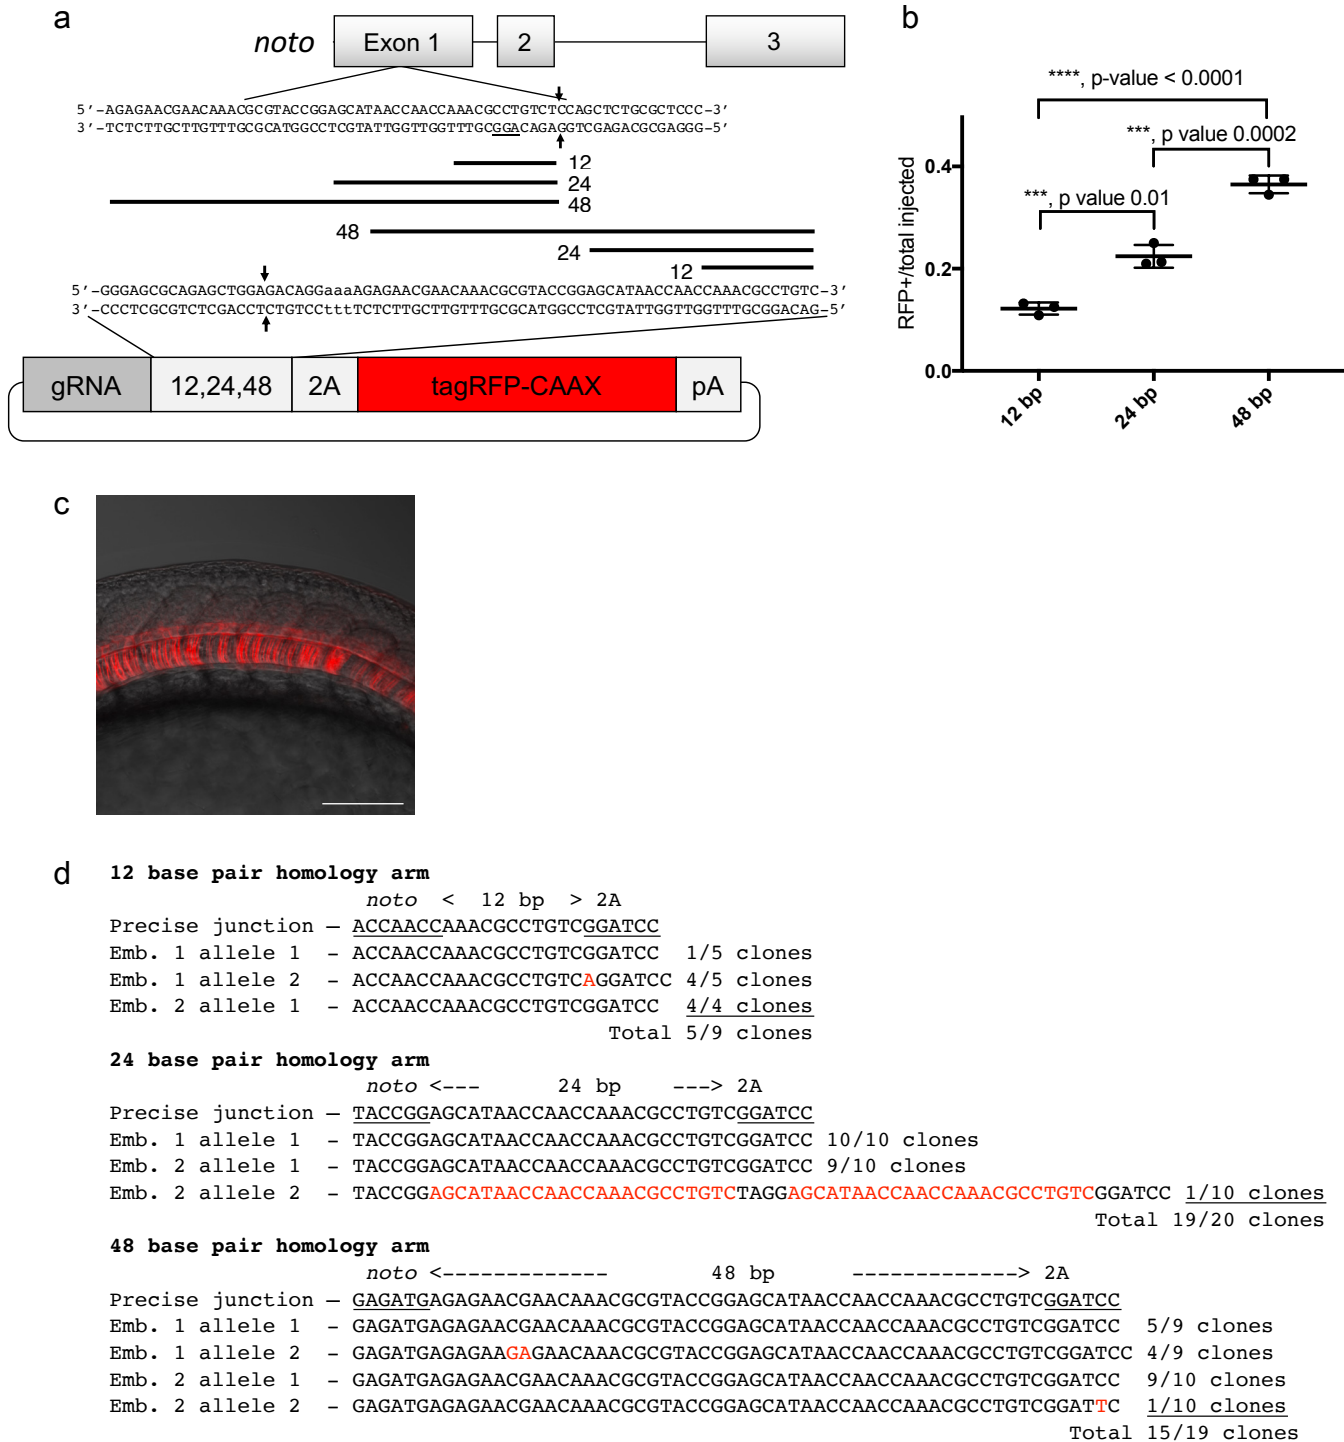 a
noto Exon 1 2 3
5’-AGAGAACGAACAAACGCGTACCGGAGCATAACCAACCAAACGCCTGTCTCCAGCTCTGCGCTCCC-3’
3’-TCTCTTGCTTGTTTGCGCATGGCCTCGTATTGGTTGGTTTGCGGACAGAGGTCGAGACGCGAGGG-5’
12
24
48
48
24
12
5’-GGGAGCGCAGAGCTGGAGACAGGaaaAGAGAACGAACAAACGCGTACCGGAGCATAACCAACCAAACGCCTGTC-3’
3’-CCCTCGCGTCTCGACCTCTGTCCtttTCTCTTGCTTGTTTGCGCATGGCCTCGTATTGGTTGGTTTGCGGACAG-5’
gRNA 12,24,48 2A tagRFP-CAAX pA
b
****, p-value < 0.0001
***, p value 0.0002
***, p value 0.01
RFP+/total injected
0.4
0.2
0.0
12 bp 24 bp 48 bp
c
d
12 base pair homology arm
noto < 12 bp > 2A
Precise junction – ACCAACCAAACGCCTGTCGGATCC
Emb. 1 allele 1 - ACCAACCAAACGCCTGTCGGATCC 1/5 clones
Emb. 1 allele 2 - ACCAACCAAACGCCTGTCAGGATCC 4/5 clones
Emb. 2 allele 1 - ACCAACCAAACGCCTGTCGGATCC 4/4 clones
Total 5/9 clones
24 base pair homology arm
noto <--- 24 bp ---> 2A
Precise junction – TACCGGAGCATAACCAACCAAACGCCTGTCGGATCC
Emb. 1 allele 1 - TACCGGAGCATAACCAACCAAACGCCTGTCGGATCC 10/10 clones
Emb. 2 allele 1 - TACCGGAGCATAACCAACCAAACGCCTGTCGGATCC 9/10 clones
Emb. 2 allele 2 - TACCGGAGCATAACCAACCAAACGCCTGTCTAGGAGCATAACCAACCAAACGCCTGTCGGATCC 1/10 clones
Total 19/20 clones
48 base pair homology arm
noto <------------- 48 bp -------------> 2A
Precise junction – GAGATGAGAGAACGAACAAACGCGTACCGGAGCATAACCAACCAAACGCCTGTCGGATCC
Emb. 1 allele 1 - GAGATGAGAGAACGAACAAACGCGTACCGGAGCATAACCAACCAAACGCCTGTCGGATCC 5/9 clones
Emb. 1 allele 2 - GAGATGAGAGAAGAGAACAAACGCGTACCGGAGCATAACCAACCAAACGCCTGTCGGATCC 4/9 clones
Emb. 2 allele 1 - GAGATGAGAGAACGAACAAACGCGTACCGGAGCATAACCAACCAAACGCCTGTCGGATCC 9/10 clones
Emb. 2 allele 2 - GAGATGAGAGAACGAACAAACGCGTACCGGAGCATAACCAACCAAACGCCTGTCGGATTC 1/10 clones
Total 15/19 clones